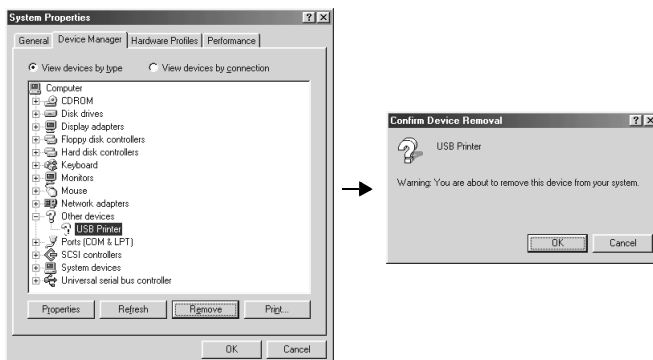 System Properties
General Device Manager Hardware Profiles Performance
View devices by type View devices by connection
Computer
CDROM
Disk drives
Display adapters
Floppy disk controllers
Hard disk controllers
Keyboard
Monitors
Mouse
Network adapters
Other devices
USB Printer
Ports (COM & LPT)
SCSI controllers
System devices
Universal serial bus controller
Properties Refresh Remove Print...
OK Cancel
Confirm Device Removal
USB Printer
Warning: You are about to remove this device from your system.
OK Cancel